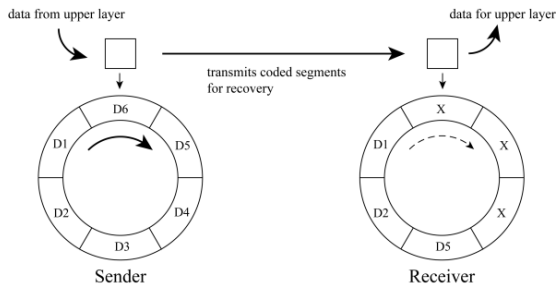 data from upper layer
data for upper layer
transmits coded segments
for recovery
D6
D1
D5
D2
D4
D3
Sender
X
D1
X
D2
X
D5
Receiver